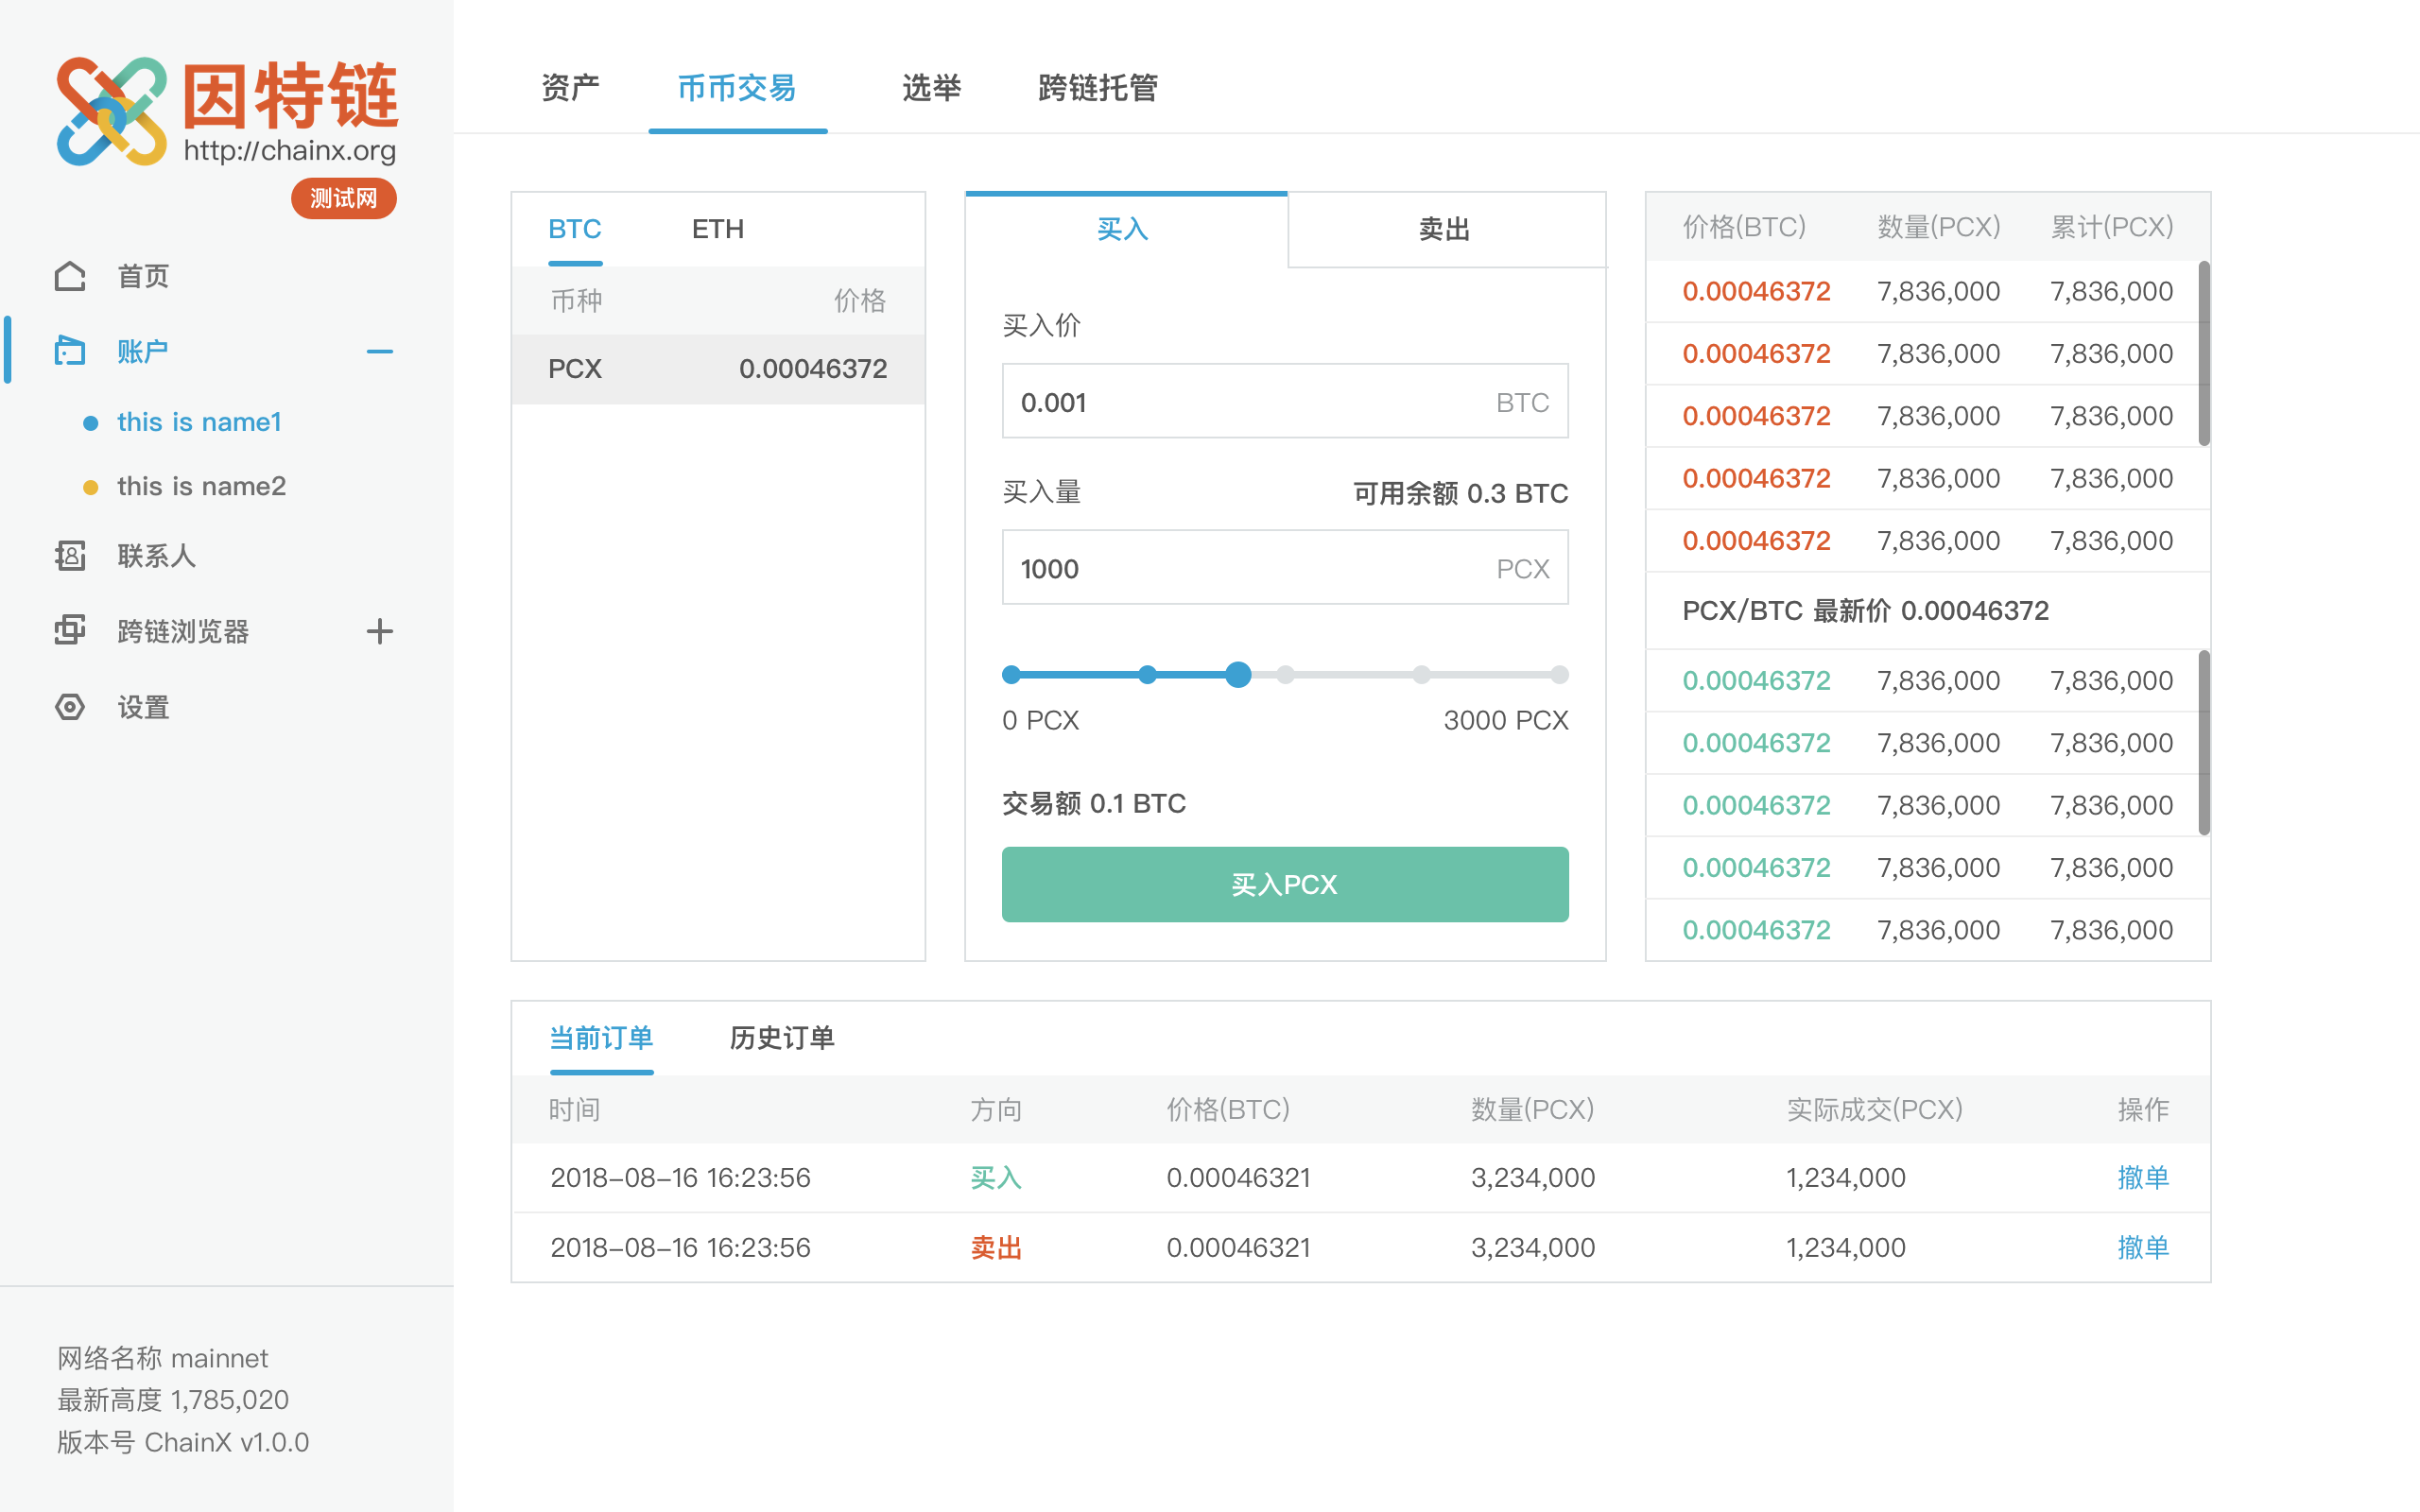 因特链
http://chainx.org
测试网
首页
账户
this is name1
this is name2
联系人
跨链浏览器
设置
网络名称 mainnet
最新高度 1,785,020
版本号 ChainX v1.0.0
资产 币币交易 选举 跨链托管
BTC ETH
币种 价格
PCX 0.00046372
买入 卖出
买入价
0.001 BTC
买入量 可用余额 0.3 BTC
1000 PCX
0 PCX 3000 PCX
交易额 0.1 BTC
买入PCX
价格(BTC) 数量(PCX) 累计(PCX)
0.00046372 7,836,000 7,836,000
0.00046372 7,836,000 7,836,000
0.00046372 7,836,000 7,836,000
0.00046372 7,836,000 7,836,000
0.00046372 7,836,000 7,836,000
PCX/BTC 最新价 0.00046372
0.00046372 7,836,000 7,836,000
0.00046372 7,836,000 7,836,000
0.00046372 7,836,000 7,836,000
0.00046372 7,836,000 7,836,000
0.00046372 7,836,000 7,836,000
当前订单 历史订单
时间 方向 价格(BTC) 数量(PCX) 实际成交(PCX) 操作
2018–08–16 16:23:56 买入 0.00046321 3,234,000 1,234,000 撤单
2018–08–16 16:23:56 卖出 0.00046321 3,234,000 1,234,000 撤单